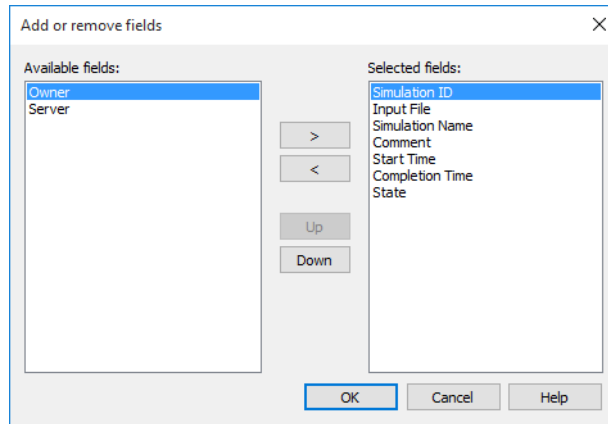 Add or remove fields
Available fields:
Owner
Server
>
<
Up
Down
Selected fields:
Simulation ID
Input File
Simulation Name
Comment
Start Time
Completion Time
State
OK
Cancel
Help